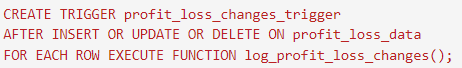 CREATE TRIGGER profit_loss_changes_trigger
AFTER INSERT OR UPDATE OR DELETE ON profit_loss_data
FOR EACH ROW EXECUTE FUNCTION log_profit_loss_changes();